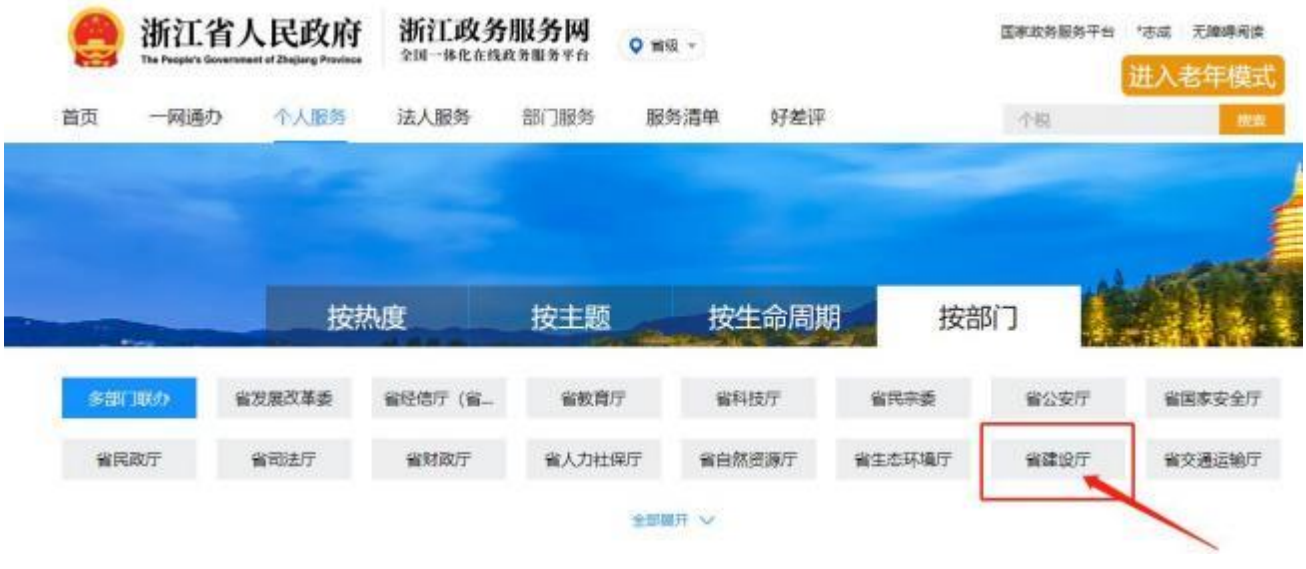 浙江省人民政府
The People's Government of Zhejiang Province
浙江政务服务网
全国一体化在线政务服务平台
省级
国家政务服务平台 *志成 无障碍阅读
进入老年模式
首页 一网通办 个人服务 法人服务 部门服务 服务清单 好差评
个税 搜索
按热度 按主题 按生命周期 按部门
多部门联办 省发展改革委 省经信厅（省... 省教育厅 省科技厅 省民宗委 省公安厅 省国家安全厅
省民政厅 省司法厅 省财政厅 省人力社保厅 省自然资源厅 省生态环境厅 省建设厅 省交通运输厅
全部展开